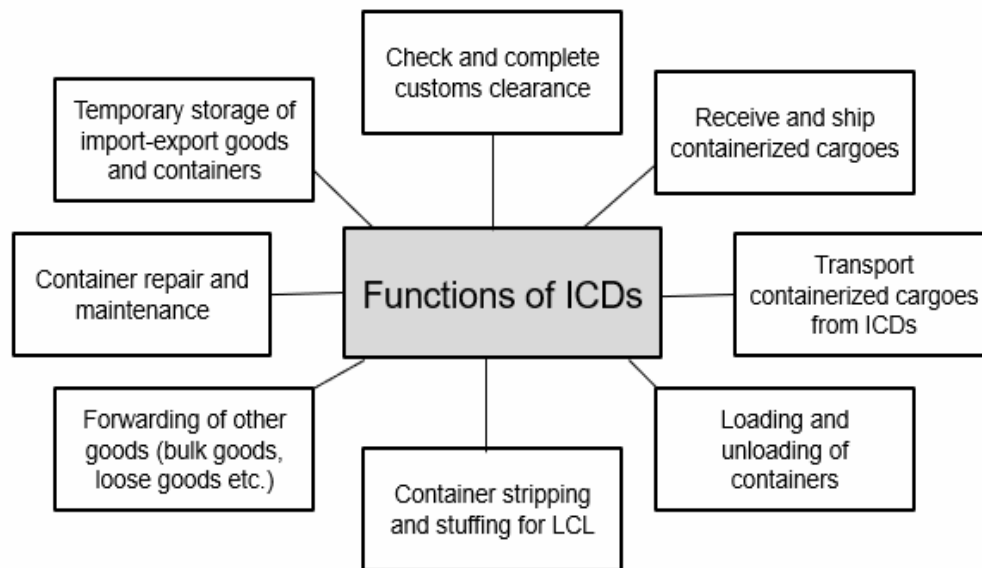 Check and complete
customs clearance
Temporary storage of
import-export goods
and containers
Receive and ship
containerized cargoes
Container repair and
maintenance
Functions of ICDs
Transport
containerized cargoes
from ICDs
Forwarding of other
goods (bulk goods,
loose goods etc.)
Container stripping
and stuffing for LCL
Loading and
unloading of
containers